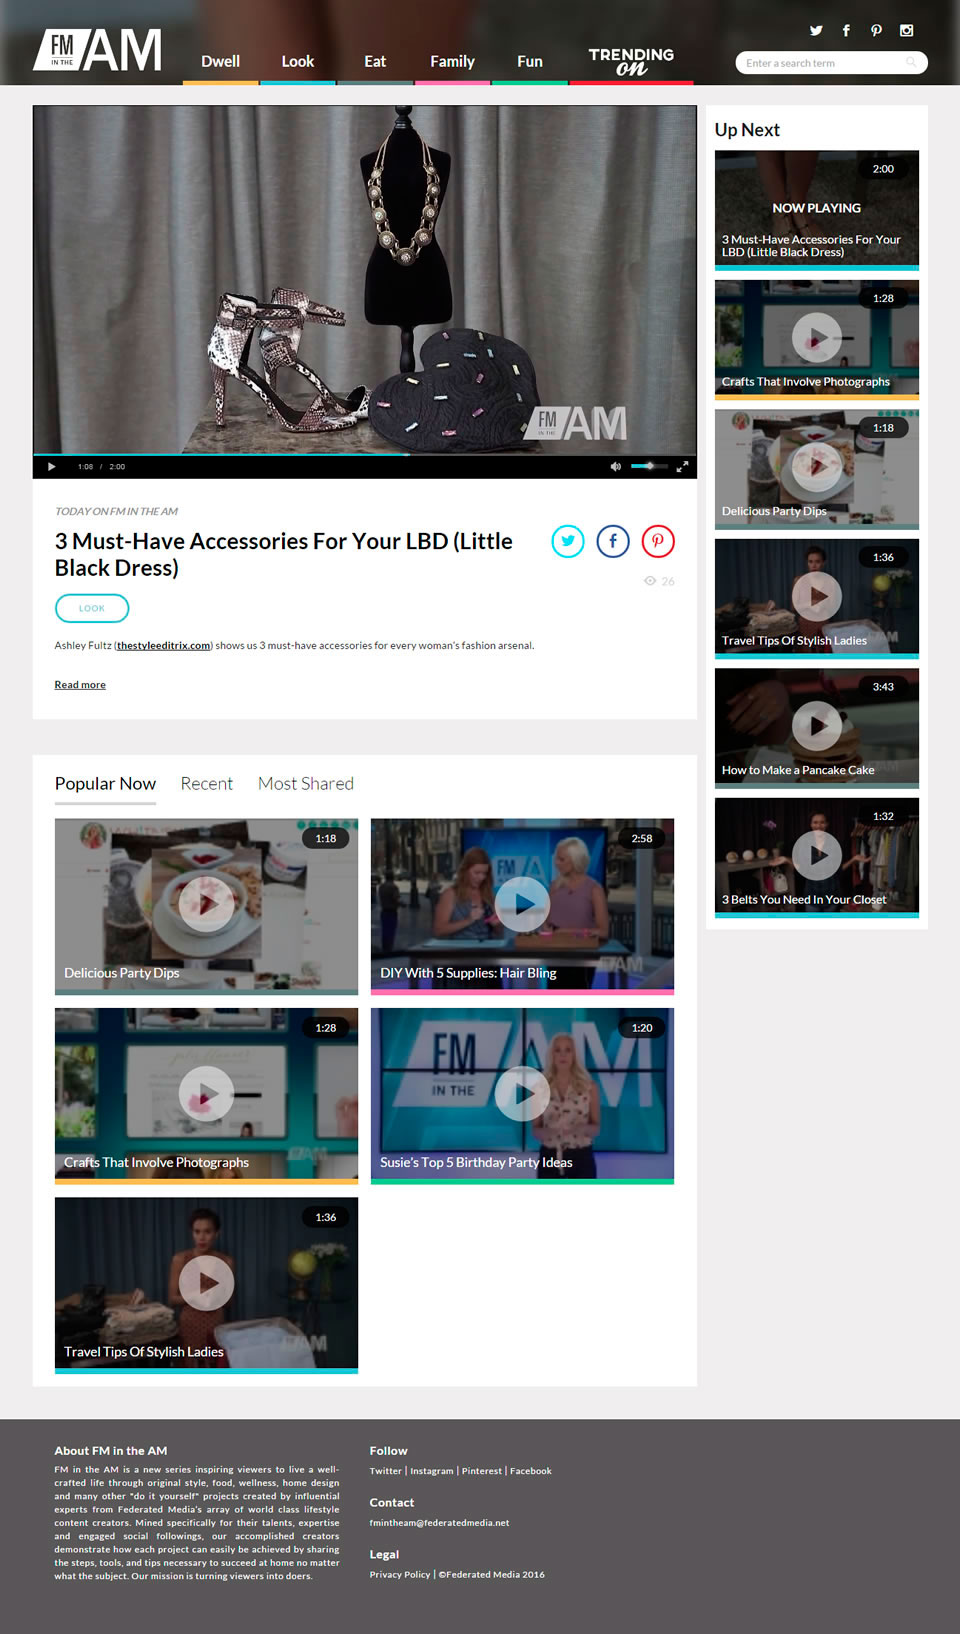 FM
IN THE
AM
Dwell
Look
Eat
Family
Fun
TRENDING
on
Enter a search term
FM
IN THE
AM
1:08 / 2:00
TODAY ON FM IN THE AM
3 Must-Have Accessories For Your LBD (Little
Black Dress)
26
LOOK
Ashley Fultz (thestyleeditrix.com) shows us 3 must-have accessories for every woman's fashion arsenal.
Read more
Up Next
2:00
NOW PLAYING
3 Must-Have Accessories For Your
LBD (Little Black Dress)
1:28
Crafts That Involve Photographs
1:18
Delicious Party Dips
1:36
Travel Tips Of Stylish Ladies
3:43
How to Make a Pancake Cake
1:32
3 Belts You Need In Your Closet
Popular Now
Recent
Most Shared
1:18
Delicious Party Dips
2:58
FM
DIY With 5 Supplies: Hair Bling
AM
1:28
Crafts That Involve Photographs
1:20
FM
IN THE
AM
Susie's Top 5 Birthday Party Ideas
1:36
Travel Tips Of Stylish Ladies
AM
About FM in the AM
FM in the AM is a new series inspiring viewers to live a well-
crafted life through original style, food, wellness, home design
and many other "do it yourself" projects created by influential
experts from Federated Media's array of world class lifestyle
content creators. Mined specifically for their talents, expertise
and engaged social followings, our accomplished creators
demonstrate how each project can easily be achieved by sharing
the steps, tools, and tips necessary to succeed at home no matter
what the subject. Our mission is turning viewers into doers.
Follow
Twitter | Instagram | Pinterest | Facebook
Contact
fmintheam@federatedmedia.net
Legal
Privacy Policy | ©Federated Media 2016